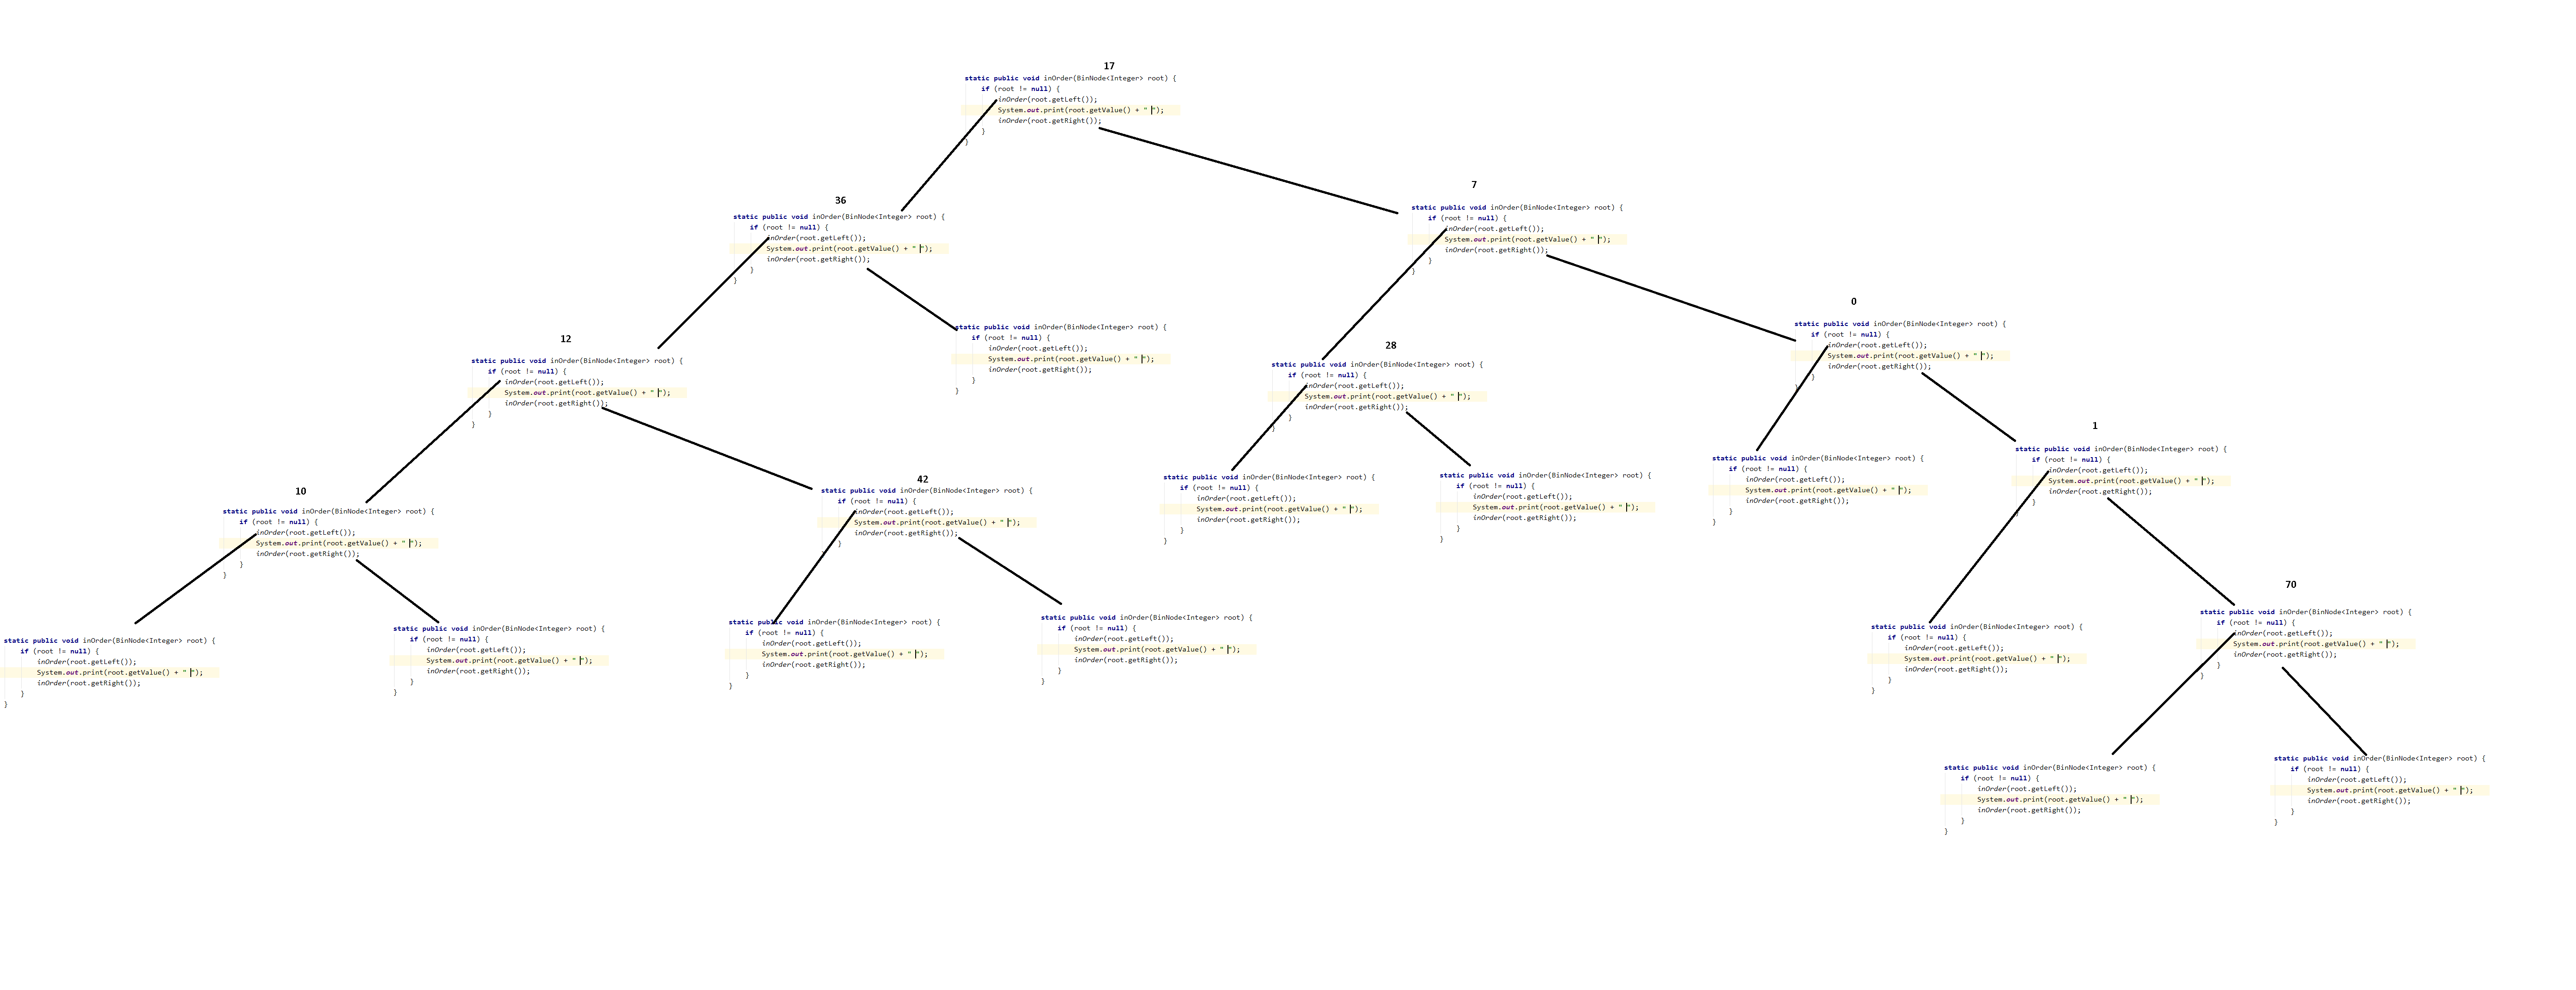 17
static public void inOrder(BinNode<Integer> root) {
if (root != null) {
inOrder(root.getLeft());
System.out.print(root.getValue() + " ");
inOrder(root.getRight());
}
}
36
static public void inOrder(BinNode<Integer> root) {
if (root != null) {
inOrder(root.getLeft());
System.out.print(root.getValue() + " ");
inOrder(root.getRight());
}
}
7
static public void inOrder(BinNode<Integer> root) {
if (root != null) {
inOrder(root.getLeft());
System.out.print(root.getValue() + " ");
inOrder(root.getRight());
}
}
12
static public void inOrder(BinNode<Integer> root) {
if (root != null) {
inOrder(root.getLeft());
System.out.print(root.getValue() + " ");
inOrder(root.getRight());
}
}
static public void inOrder(BinNode<Integer> root) {
if (root != null) {
inOrder(root.getLeft());
System.out.print(root.getValue() + " ");
inOrder(root.getRight());
}
}
28
static public void inOrder(BinNode<Integer> root) {
if (root != null) {
inOrder(root.getLeft());
System.out.print(root.getValue() + " ");
inOrder(root.getRight());
}
}
0
static public void inOrder(BinNode<Integer> root) {
if (root != null) {
inOrder(root.getLeft());
System.out.print(root.getValue() + " ");
inOrder(root.getRight());
}
}
10
static public void inOrder(BinNode<Integer> root) {
if (root != null) {
inOrder(root.getLeft());
System.out.print(root.getValue() + " ");
inOrder(root.getRight());
}
}
42
static public void inOrder(BinNode<Integer> root) {
if (root != null) {
inOrder(root.getLeft());
System.out.print(root.getValue() + " ");
inOrder(root.getRight());
}
}
static public void inOrder(BinNode<Integer> root) {
if (root != null) {
inOrder(root.getLeft());
System.out.print(root.getValue() + " ");
inOrder(root.getRight());
}
}
static public void inOrder(BinNode<Integer> root) {
if (root != null) {
inOrder(root.getLeft());
System.out.print(root.getValue() + " ");
inOrder(root.getRight());
}
}
static public void inOrder(BinNode<Integer> root) {
if (root != null) {
inOrder(root.getLeft());
System.out.print(root.getValue() + " ");
inOrder(root.getRight());
}
}
1
static public void inOrder(BinNode<Integer> root) {
if (root != null) {
inOrder(root.getLeft());
System.out.print(root.getValue() + " ");
inOrder(root.getRight());
}
}
static public void inOrder(BinNode<Integer> root) {
if (root != null) {
inOrder(root.getLeft());
System.out.print(root.getValue() + " ");
inOrder(root.getRight());
}
}
static public void inOrder(BinNode<Integer> root) {
if (root != null) {
inOrder(root.getLeft());
System.out.print(root.getValue() + " ");
inOrder(root.getRight());
}
}
static public void inOrder(BinNode<Integer> root) {
if (root != null) {
inOrder(root.getLeft());
System.out.print(root.getValue() + " ");
inOrder(root.getRight());
}
}
static public void inOrder(BinNode<Integer> root) {
if (root != null) {
inOrder(root.getLeft());
System.out.print(root.getValue() + " ");
inOrder(root.getRight());
}
}
static public void inOrder(BinNode<Integer> root) {
if (root != null) {
inOrder(root.getLeft());
System.out.print(root.getValue() + " ");
inOrder(root.getRight());
}
}
70
static public void inOrder(BinNode<Integer> root) {
if (root != null) {
inOrder(root.getLeft());
System.out.print(root.getValue() + " ");
inOrder(root.getRight());
}
}
static public void inOrder(BinNode<Integer> root) {
if (root != null) {
inOrder(root.getLeft());
System.out.print(root.getValue() + " ");
inOrder(root.getRight());
}
}
static public void inOrder(BinNode<Integer> root) {
if (root != null) {
inOrder(root.getLeft());
System.out.print(root.getValue() + " ");
inOrder(root.getRight());
}
}